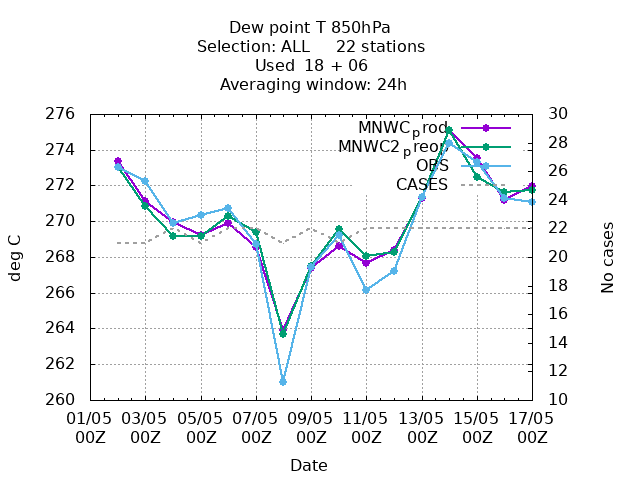 Dew point T 850hPa
Selection: ALL 22 stations
Used 18 + 06
Averaging window: 24h
276 30
274 28
272 26
270 24
268 22
266 20
264 18
262 16
260 14
12
10
MNWCprod
MNWC2preop
OBS
CASES
deg C
No cases
01/05 03/05 05/05 07/05 09/05 11/05 13/05 15/05 17/05
00Z 00Z 00Z 00Z 00Z 00Z 00Z 00Z 00Z
Date